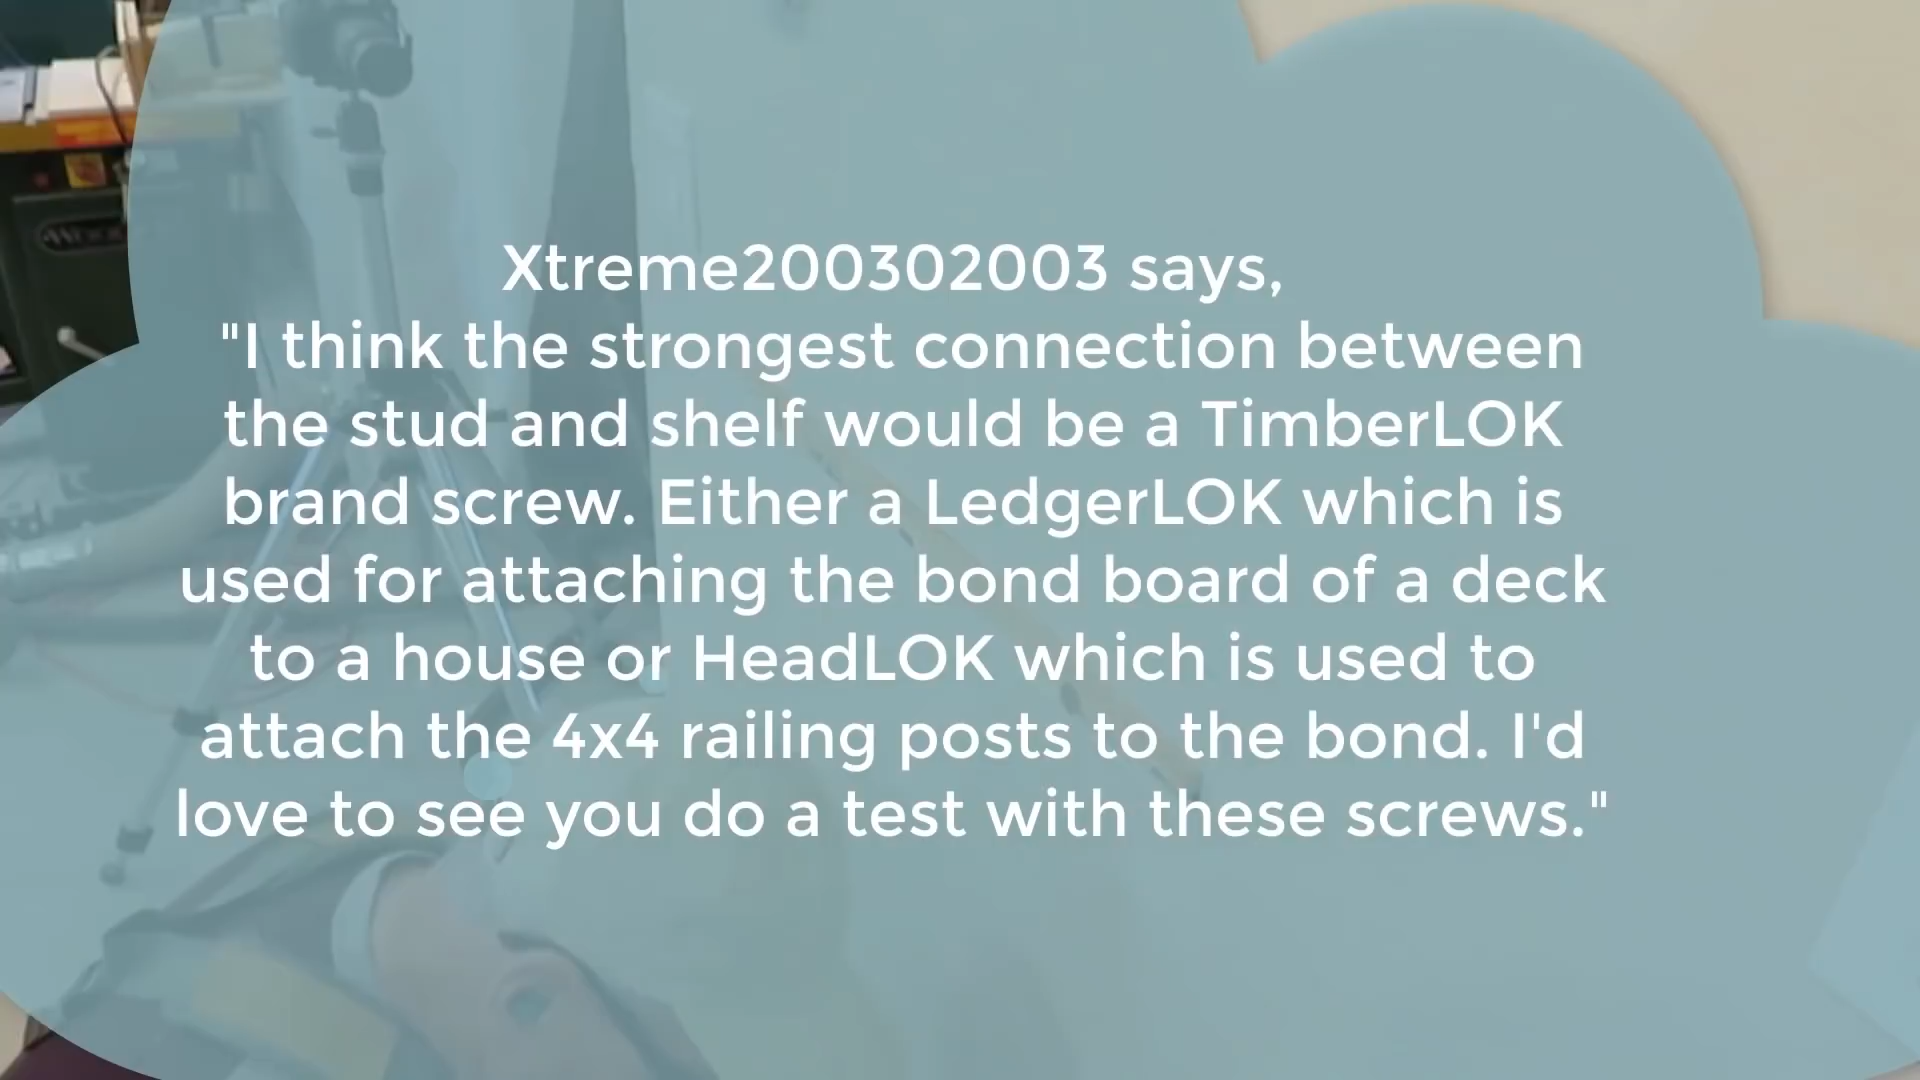 Xtreme200302003 says,
"I think the strongest connection between
the stud and shelf would be a TimberLOK
brand screw. Either a LedgerLOK which is
used for attaching the bond board of a deck
to a house or HeadLOK which is used to
attach the 4x4 railing posts to the bond. I'd
love to see you do a test with these screws."